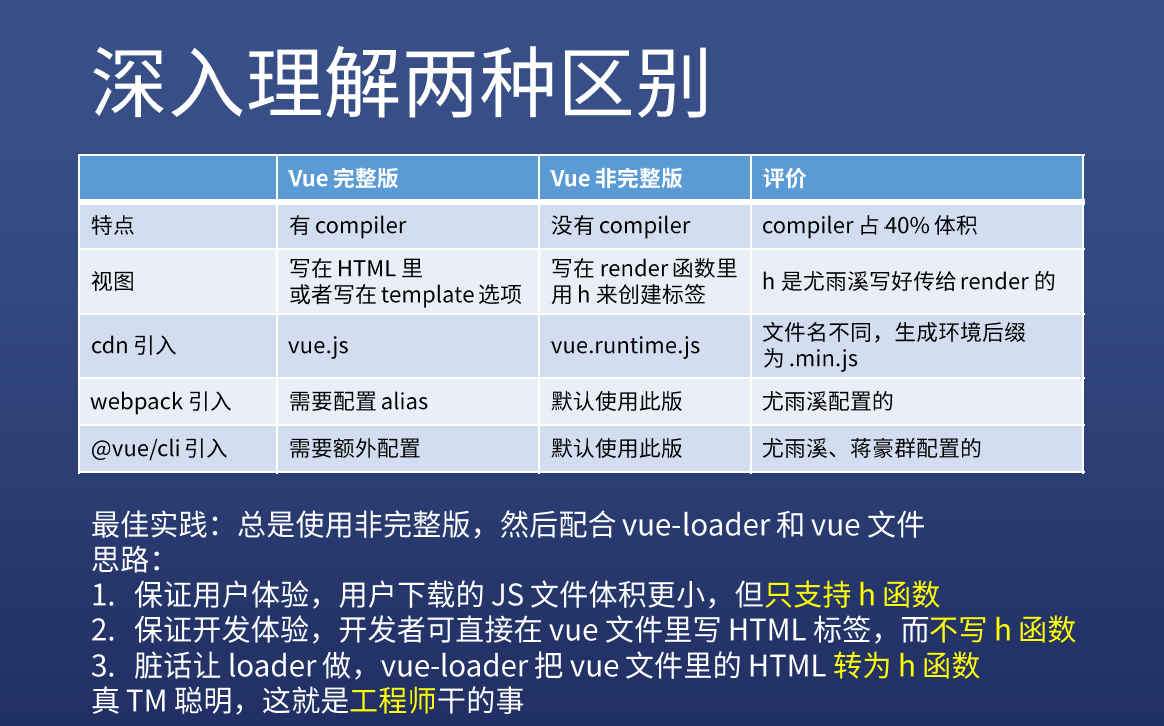 深入理解两种区别
Vue 完整版 Vue 非完整版 评价
特点 有 compiler 没有 compiler compiler 占 40% 体积
视图 写在 HTML 里 或者写在 template 选项 写在 render 函数里 用 h 来创建标签 h 是尤雨溪写好传给 render 的
cdn 引入 vue.js vue.runtime.js 文件名不同，生成环境后缀 为 .min.js
webpack 引入 需要配置 alias 默认使用此版 尤雨溪配置的
@vue/cli 引入 需要额外配置 默认使用此版 尤雨溪、蒋豪群配置的
最佳实践：总是使用非完整版，然后配合 vue-loader 和 vue 文件
思路：
1. 保证用户体验，用户下载的 JS 文件体积更小，但只支持 h 函数
2. 保证开发体验，开发者可直接在 vue 文件里写 HTML 标签，而不写 h 函数
3. 脏话让 loader 做，vue-loader 把 vue 文件里的 HTML 转为 h 函数
真 TM 聪明，这就是工程师干的事